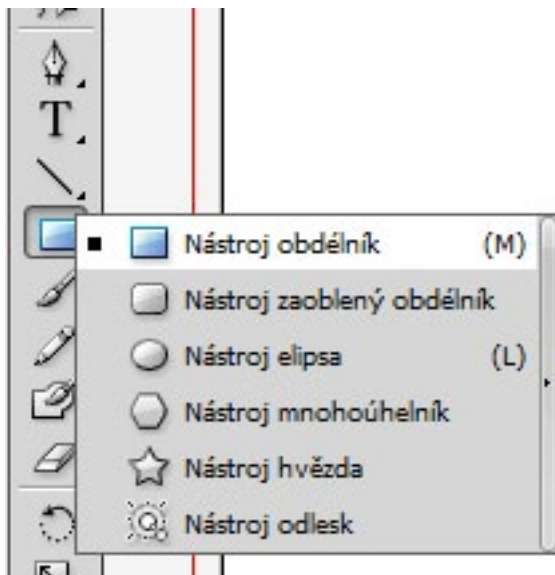 T
Nástroj obdélník (M)
Nástroj zaoblený obdélník
Nástroj elipsa (L)
Nástroj mnohoúhelník
Nástroj hvězda
Nástroj odlesk